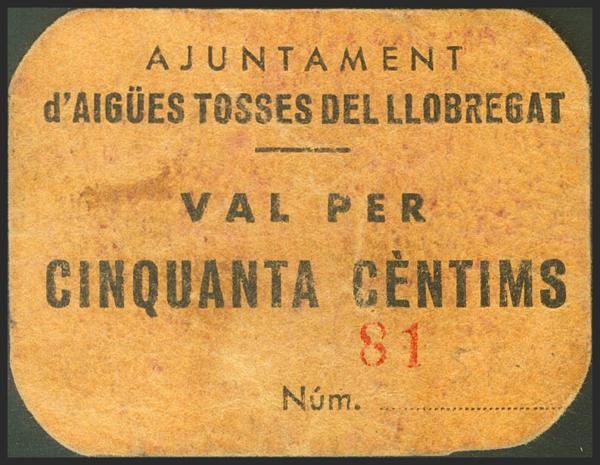 AJUNTAMENT
d'AIGÜES TOSSES DEL LLOBREGAT
VAL PER
CINQUANTA CÈNTIMS
81
Núm.